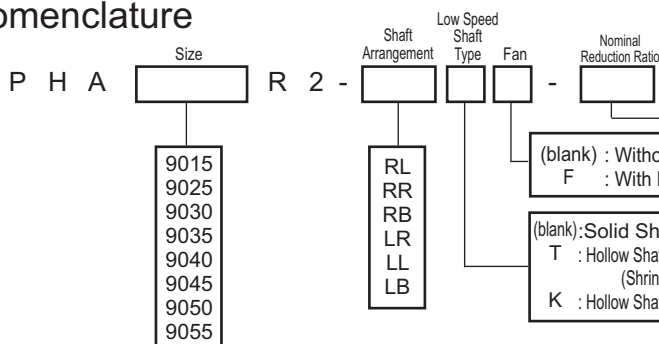 omenclature
Size
Shaft Arrangement
Low Speed Shaft Type
Fan
Nominal Reduction Ratio
P H A R 2 - -
9015
9025
9030
9035
9040
9045
9050
9055
RL
RR
RB
LR
LL
LB
(blank) : Witho
F : With
(blank):Solid Sh
T : Hollow Sha
(Shrin
K : Hollow Sha